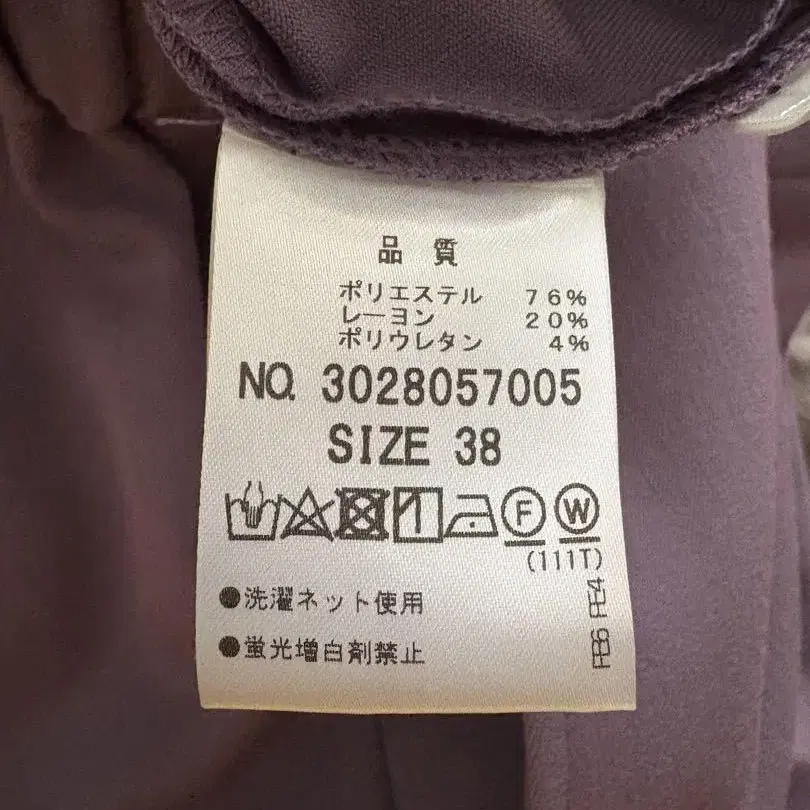 品 質
ポリエステル 76%
レーヨン 20%
ポリウレタン 4%
NO. 3028057005
SIZE 38
F W
(111T)
●洗濯ネット使用
●蛍光増白剤禁止